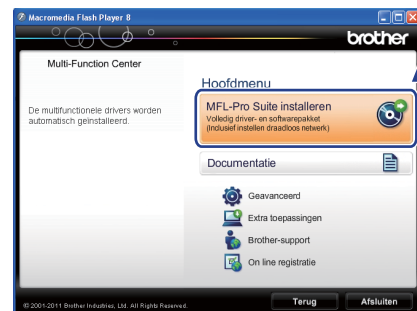 Macromedia Flash Player 8
brother
Multi-Function Center
De multifunctionele drivers worden
automatisch geïnstalleerd.
Hoofdmenu
MFL-Pro Suite installeren
Volledig driver- en softwarepakket
(Inclusief instellen draadloos netwerk)
Documentatie
Geavanceerd
Extra toepassingen
Brother-support
On line registratie
© 2001-2011 Brother Industries, Ltd. All Rights Reserved.
Terug
Afsluiten